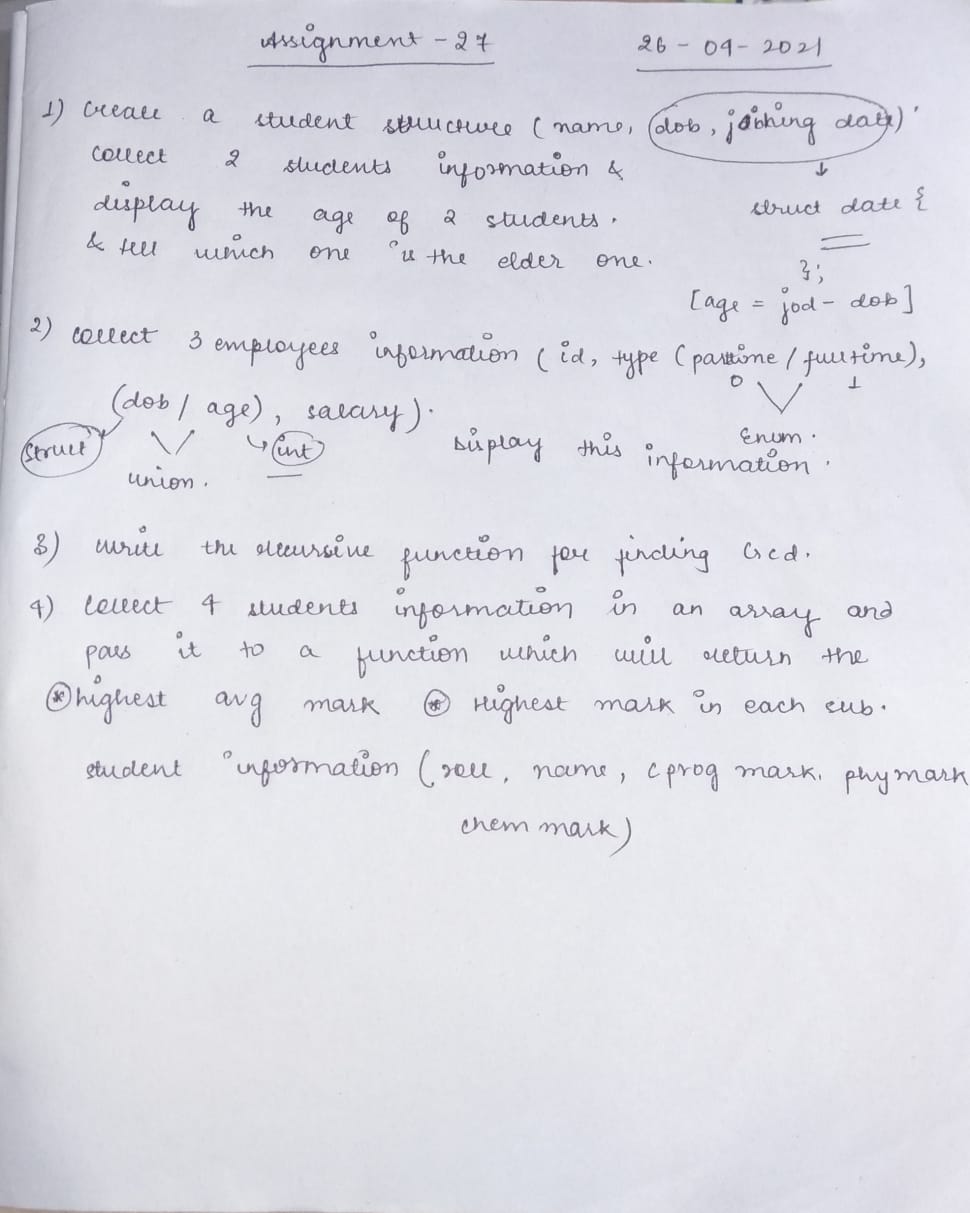 Assignment - 27 26 - 04 - 2021
1) Create a student structure (name, dob, joining date)
collect 2 students information &
display the age of 2 students. struct date {
& tell which one is the elder one.
};
[age = jod - dob]
2) collect 3 employees information (id, type (parttime / fulltime),
0 1
(dob / age), salary). Enum.
struct int Display this information.
union.
3) write the recursive function for finding Gcd.
4) Collect 4 students information in an array and
pass it to a function which will return the
* highest avg mark * Highest mark in each sub.
student information (roll, name, c prog mark, phy mark
chem mark)